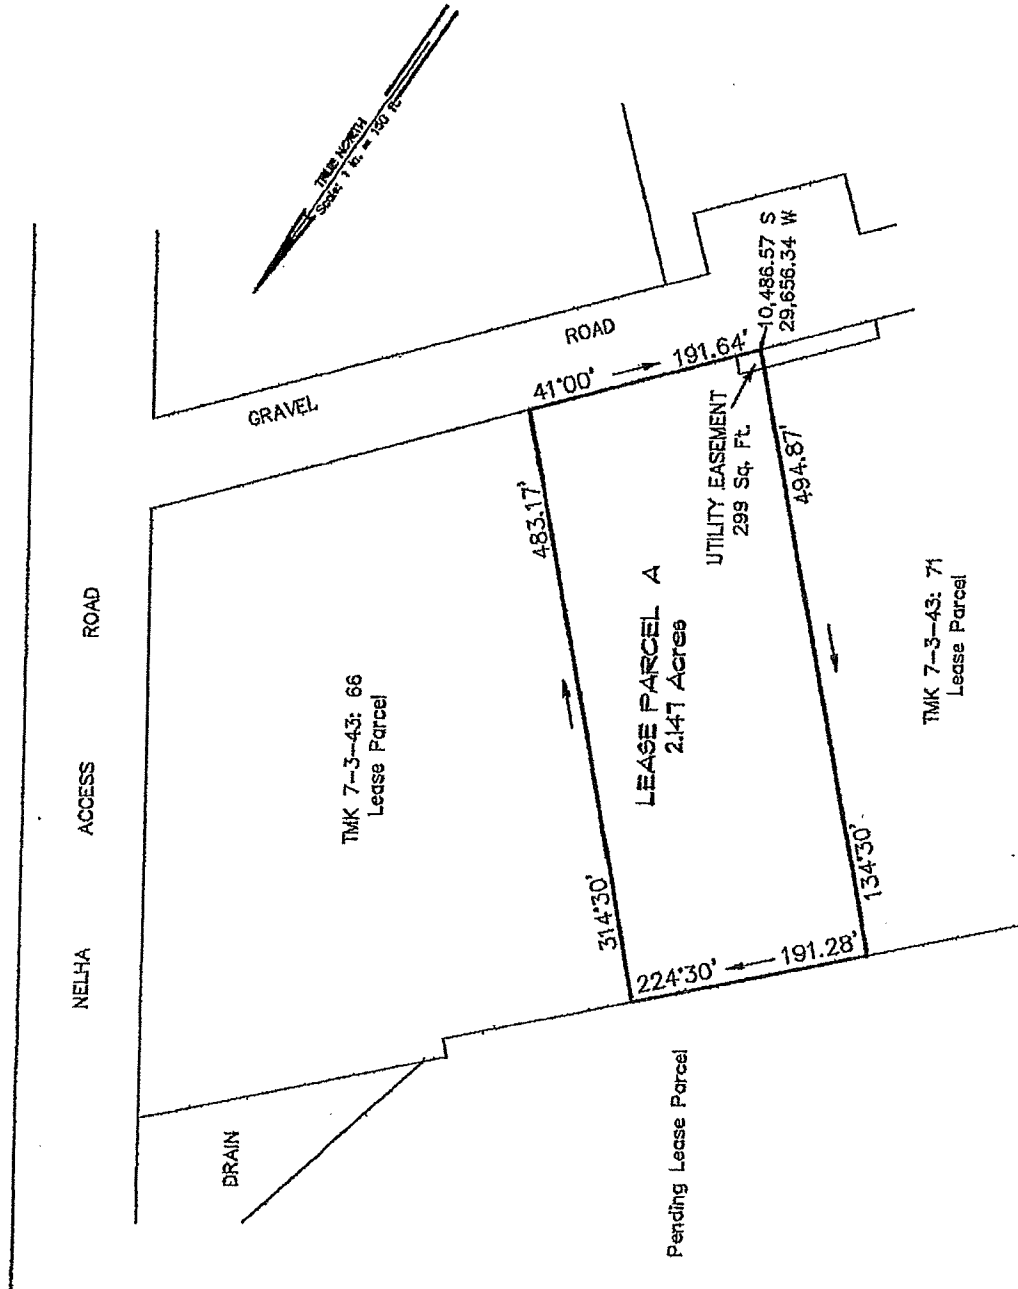 TRUE NORTH
Scale: 1 in. = 150 ft.
NELHA ACCESS ROAD
GRAVEL ROAD
DRAIN
TMK 7-3-43: 66
Lease Parcel
483.17'
314°30'
41°00'
191.64'
10,486.57 S
29,656.34 W
UTILITY EASEMENT
299 Sq. Ft.
LEASE PARCEL A
2.147 Acres
494.87'
134°30'
224°30'
191.28'
TMK 7-3-43: 71
Lease Parcel
Pending Lease Parcel